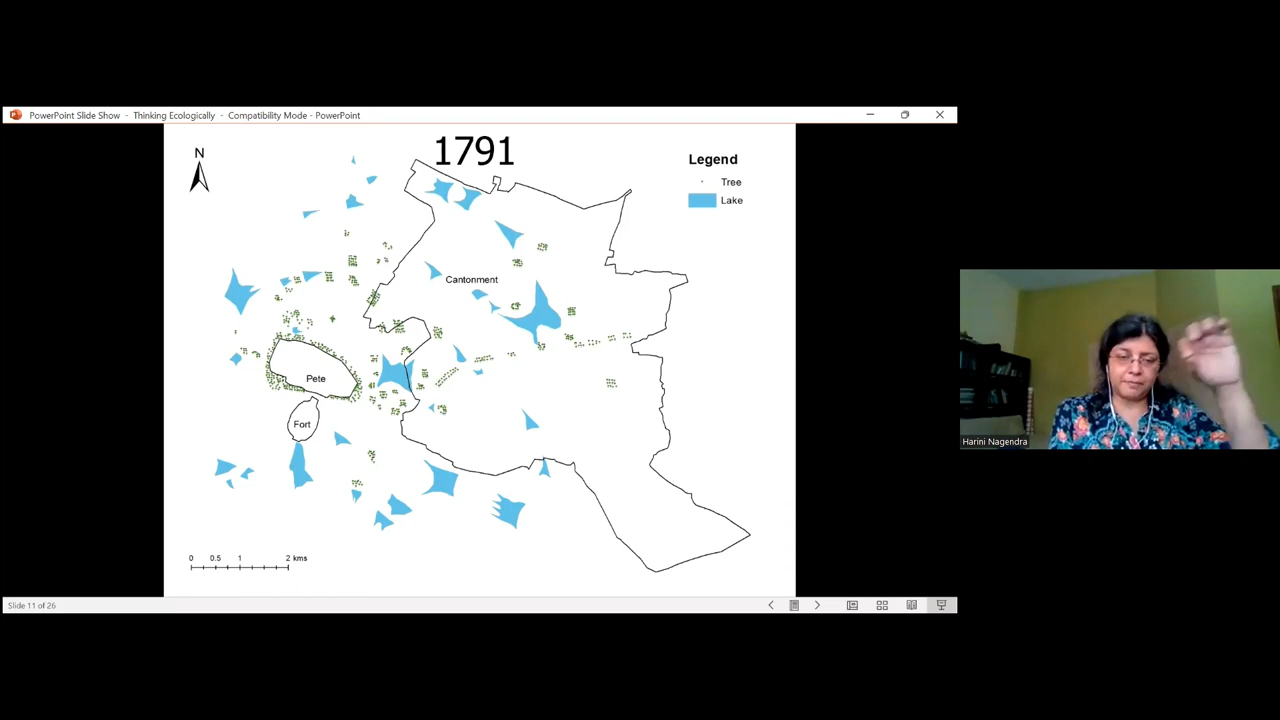 PowerPoint Slide Show - Thinking Ecologically - Compatibility Mode - PowerPoint
1791
N
Legend
Tree
Lake
Cantonment
Pete
Fort
0 0.5 1 2 kms
Harini Nagendra
Slide 11 of 26